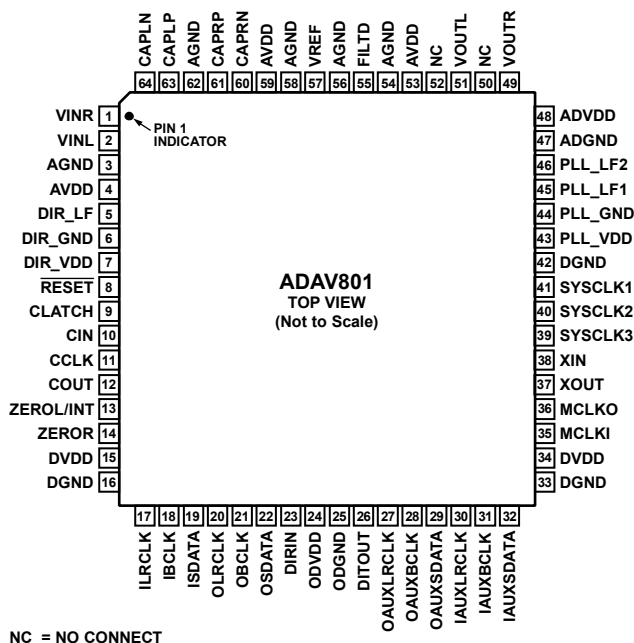 CAPLN
CAPLP
AGND
CAPRP
CAPRN
AVDD
AGND
VREF
AGND
FILTD
AGND
AVDD
NC
VOUTL
NC
VOUTR
64 63 62 61 60 59 58 57 56 55 54 53 52 51 50 49
VINR 1
VINL 2
AGND 3
AVDD 4
DIR_LF 5
DIR_GND 6
DIR_VDD 7
RESET 8
CLATCH 9
CIN 10
CCLK 11
COUT 12
ZEROL/INT 13
ZEROR 14
DVDD 15
DGND 16
PIN 1
INDICATOR
ADAV801
TOP VIEW
(Not to Scale)
48 ADVDD
47 ADGND
46 PLL_LF2
45 PLL_LF1
44 PLL_GND
43 PLL_VDD
42 DGND
41 SYSCLK1
40 SYSCLK2
39 SYSCLK3
38 XIN
37 XOUT
36 MCLKO
35 MCLKI
34 DVDD
33 DGND
17 18 19 20 21 22 23 24 25 26 27 28 29 30 31 32
ILRCLK
IBCLK
ISDATA
OLRCLK
OBCLK
OSDATA
DIRIN
ODVDD
ODGND
DITOUT
OAUXLRCLK
OAUXBCLK
OAUXSDATA
IAUXLRCLK
IAUXBCLK
IAUXSDATA
NC = NO CONNECT